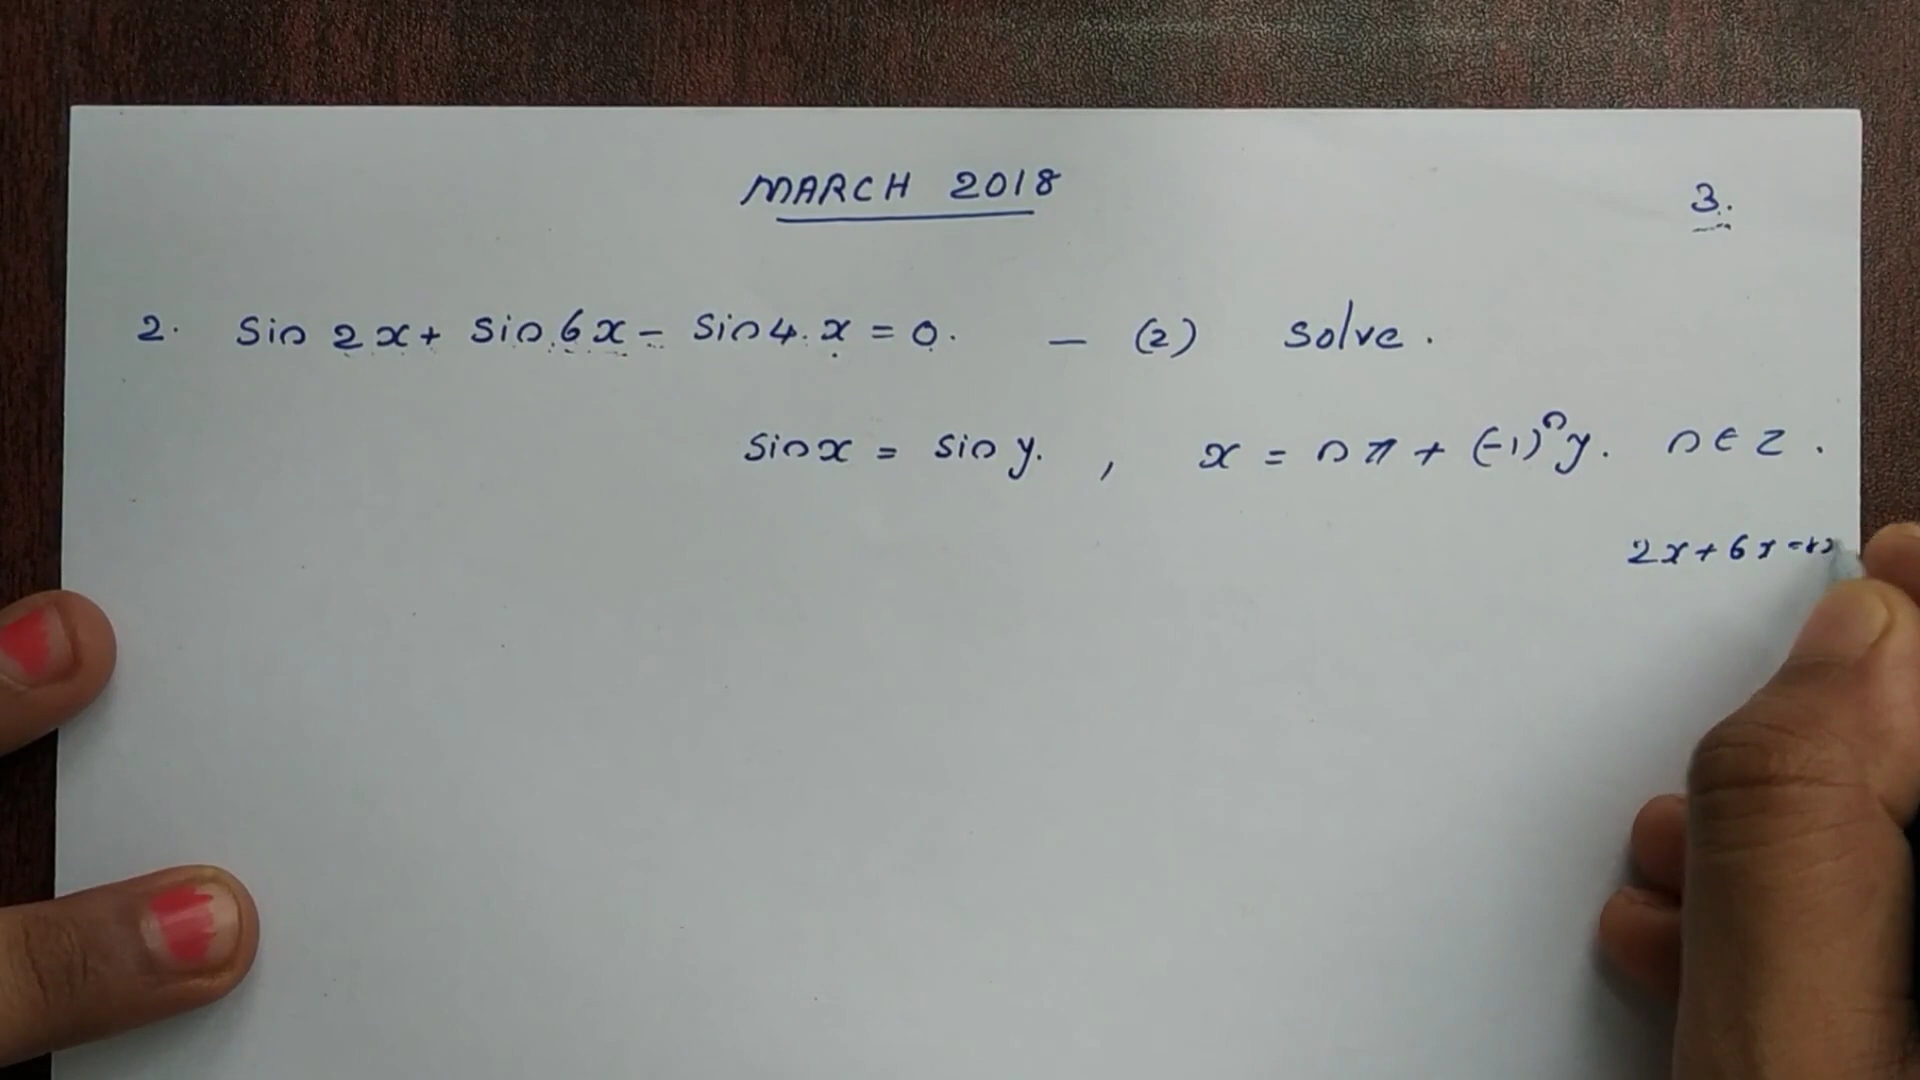 MARCH 2018
3.
2. Sin 2x + Sin 6x - Sin 4x = 0. - (2) Solve.
Sin x = Sin y. , x = nπ + (-1)ⁿy. n ∈ Z.
2x + 6x =